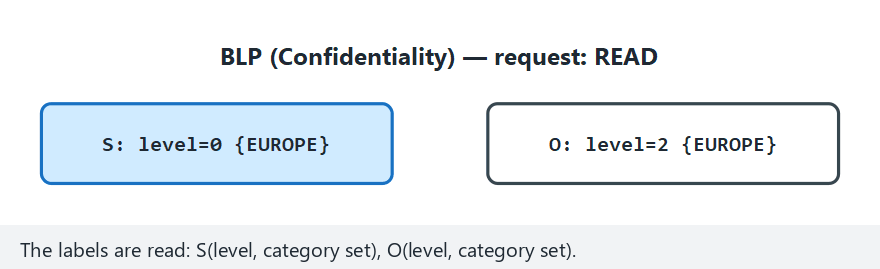 BLP (Confidentiality) — request: READ
S: level=0 {EUROPE}
O: level=2 {EUROPE}
The labels are read: S(level, category set), O(level, category set).